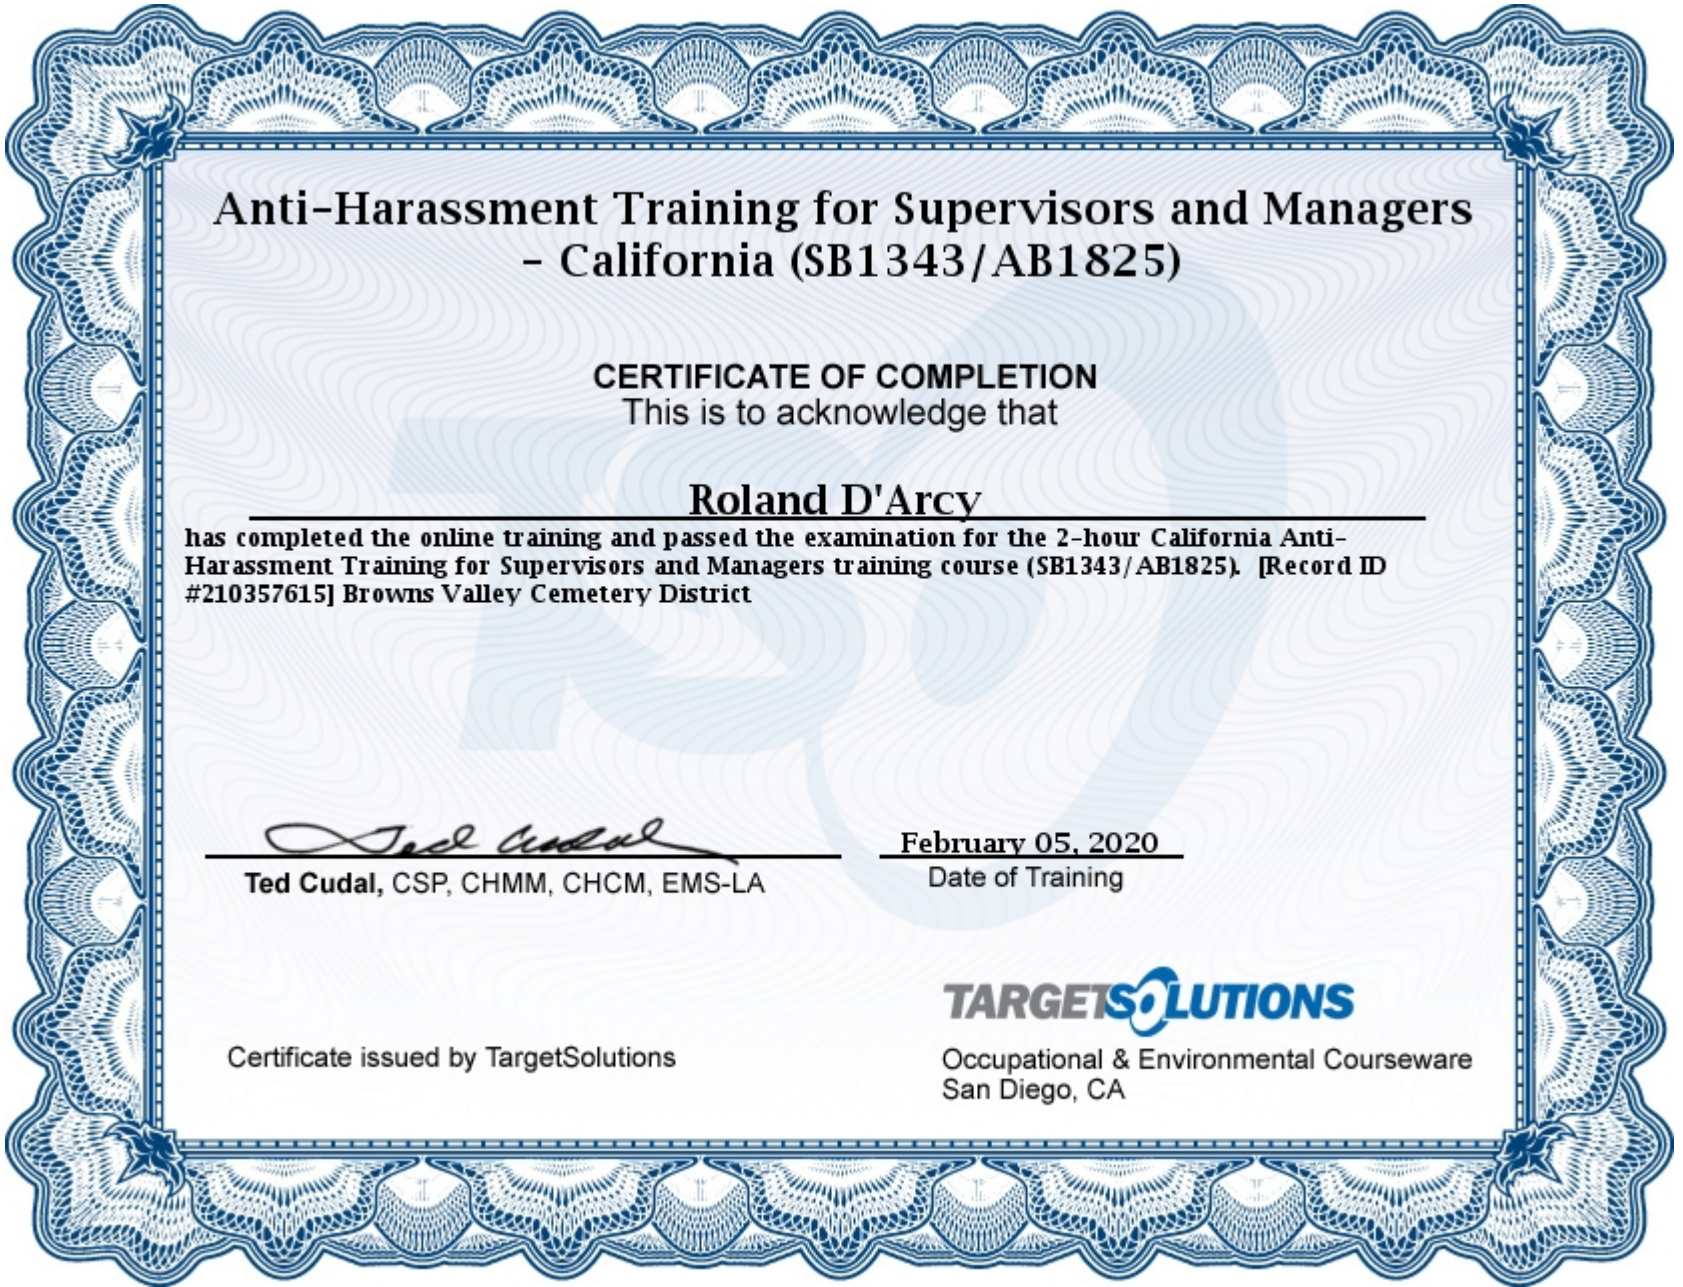 Anti-Harassment Training for Supervisors and Managers
- California (SB1343/AB1825)
CERTIFICATE OF COMPLETION
This is to acknowledge that
Roland D'Arcy
has completed the online training and passed the examination for the 2-hour California Anti-
Harassment Training for Supervisors and Managers training course (SB1343/AB1825).  [Record ID
#210357615] Browns Valley Cemetery District
Ted Cudal
February 05, 2020
Ted Cudal, CSP, CHMM, CHCM, EMS-LA
Date of Training
TARGETSOLUTIONS
Certificate issued by TargetSolutions
Occupational & Environmental Courseware
San Diego, CA